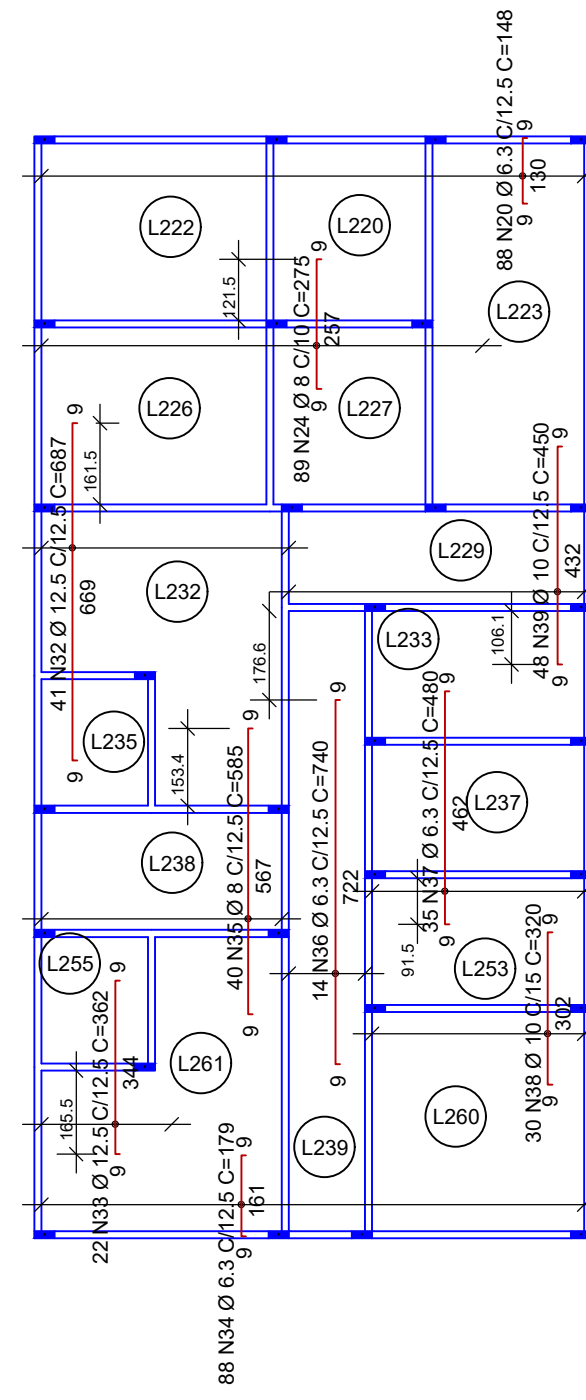 88 N20 Ø 6.3 C/12.5 C=148
9
130
9
L222
L220
L223
121.5
89 N24 Ø 8 C/10 C=275
9
257
9
L226
L227
41 N32 Ø 12.5 C/12.5 C=687
9
669
9
161.5
L232
L229
48 N39 Ø 10 C/12.5 C=450
9
432
9
106.1
176.6
L233
L235
153.4
40 N35 Ø 8 C/12.5 C=585
9
567
9
14 N36 Ø 6.3 C/12.5 C=740
9
722
9
35 N37 Ø 6.3 C/12.5 C=480
9
462
9
91.5
L237
L238
L255
L253
22 N33 Ø 12.5 C/12.5 C=362
9
344
9
165.5
L261
30 N38 Ø 10 C/15 C=320
9
302
9
L239
L260
88 N34 Ø 6.3 C/12.5 C=179
9
161
9